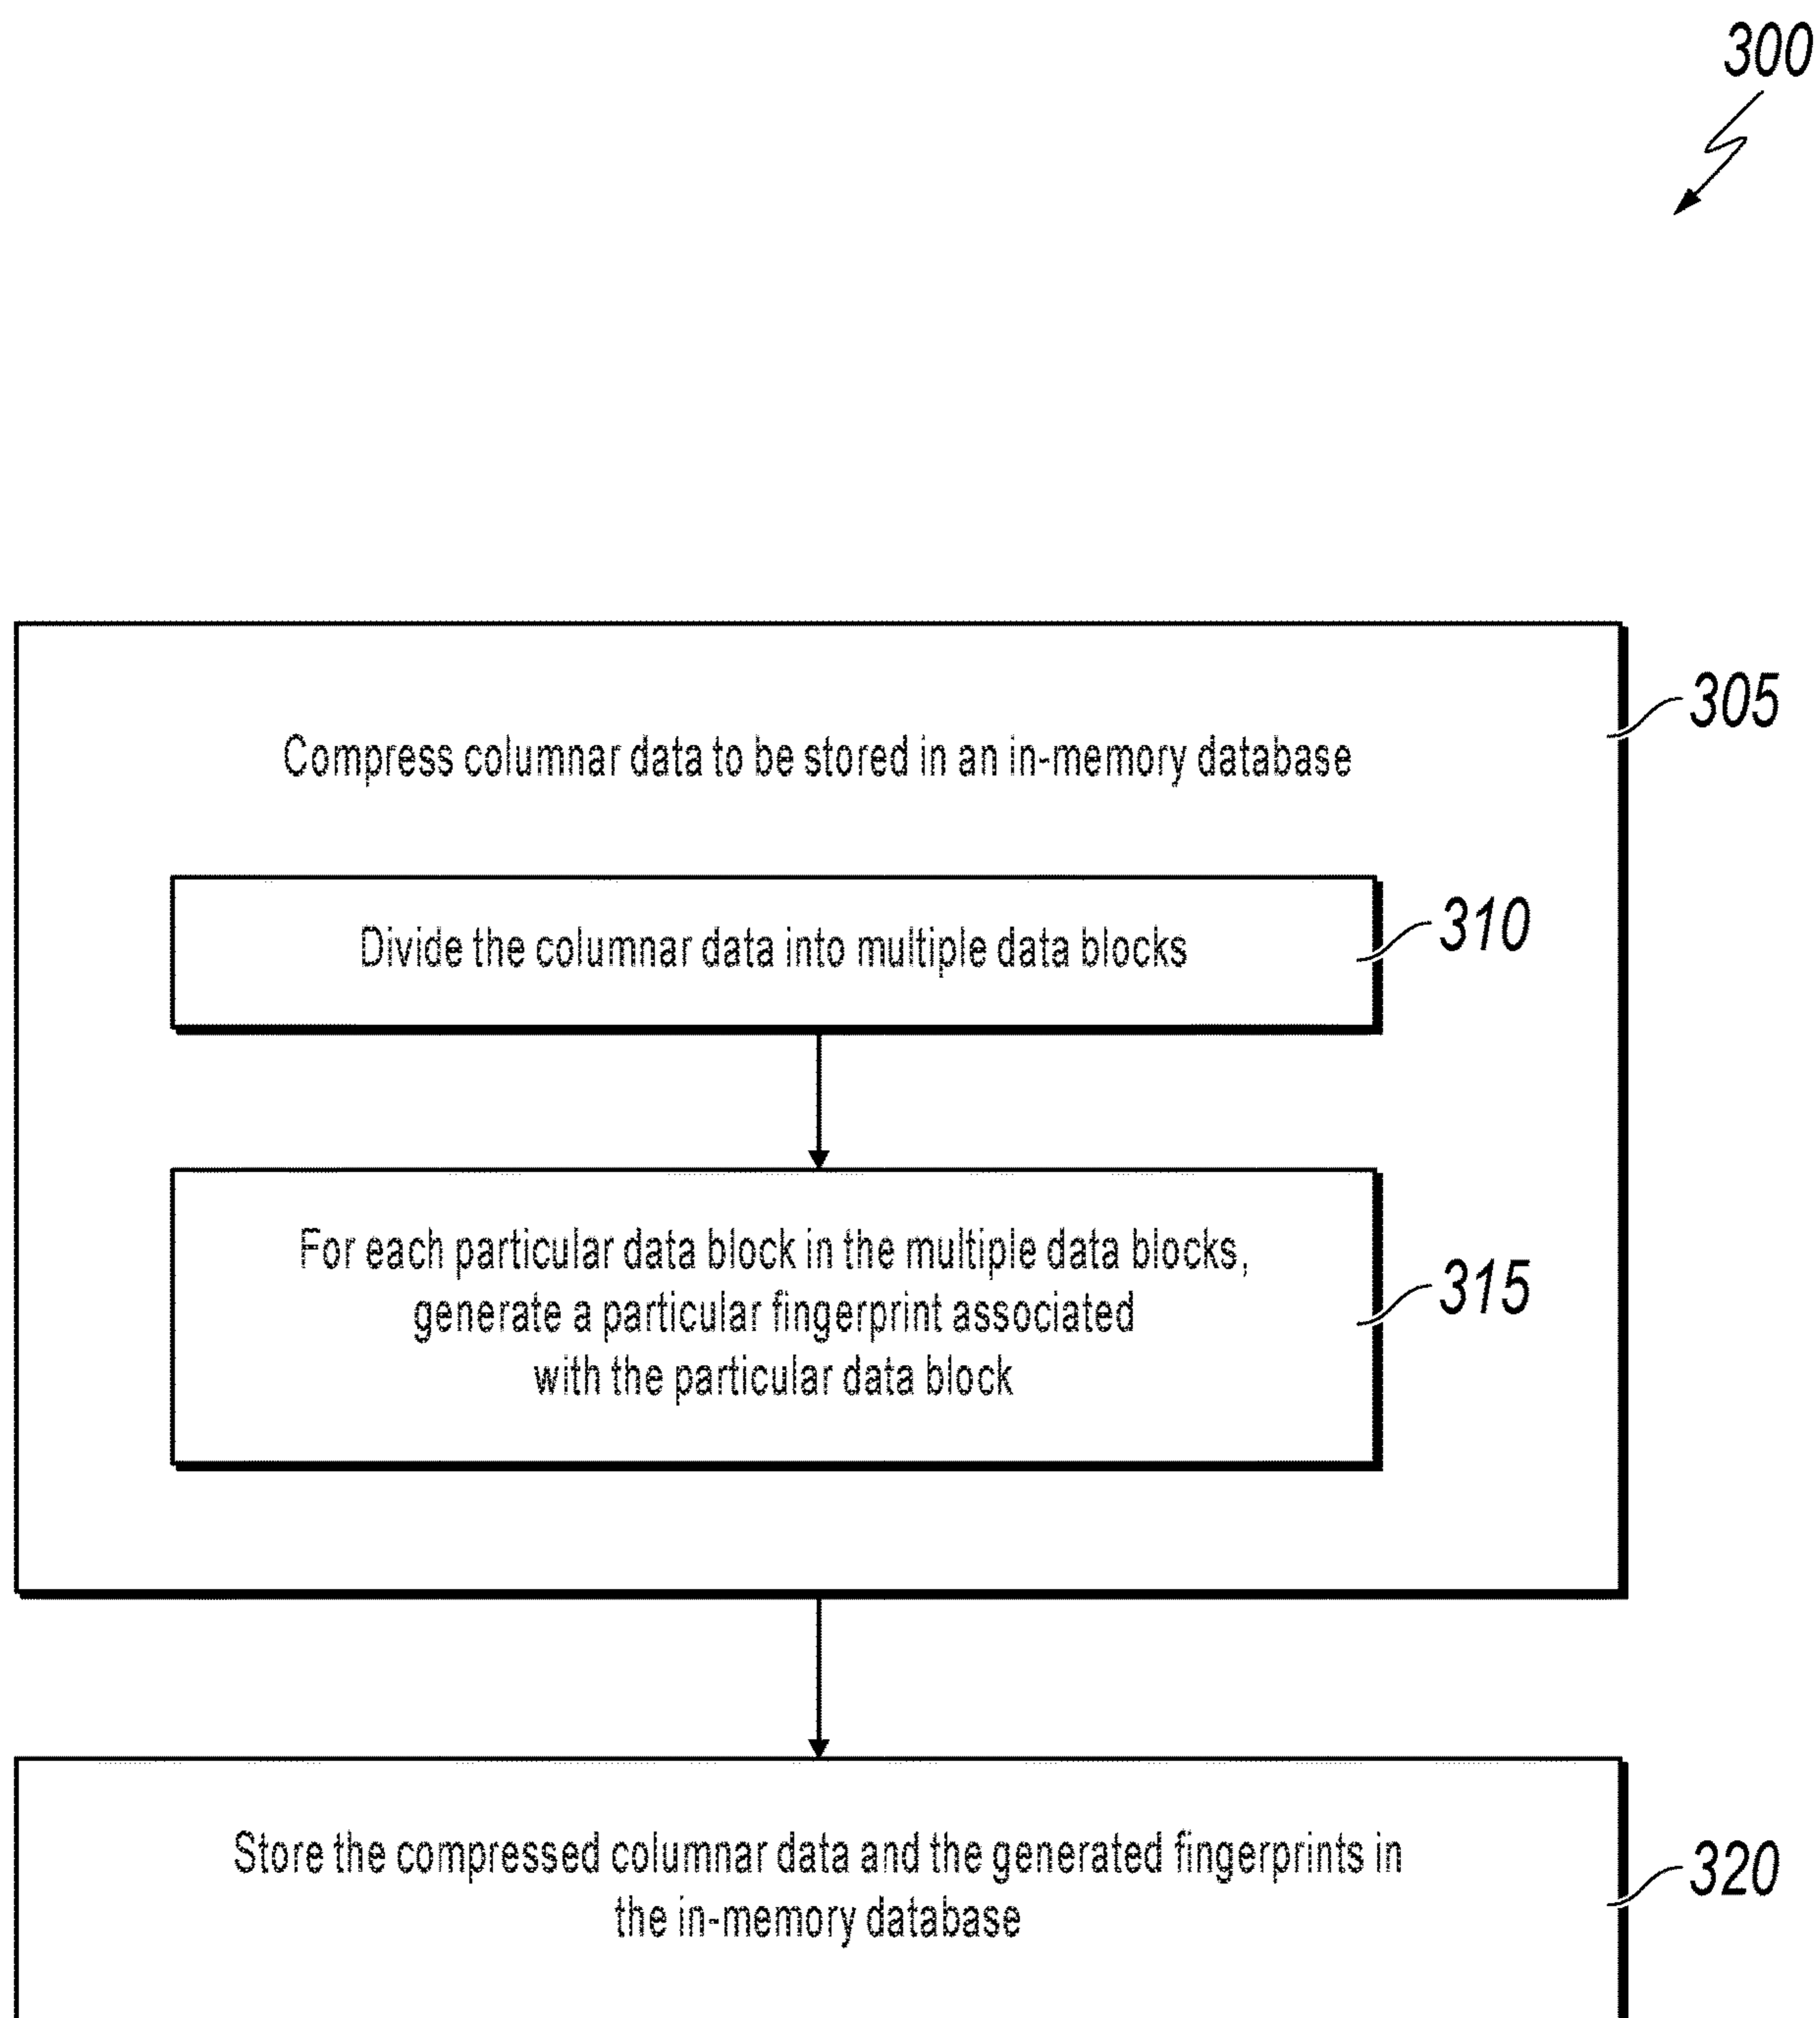 300
305
Compress columnar data to be stored in an in-memory database
310
Divide the columnar data into multiple data blocks
For each particular data block in the multiple data blocks,
generate a particular fingerprint associated
315
with the particular data block
Store the compressed columnar data and the generated fingerprints in
320
the in-memory database